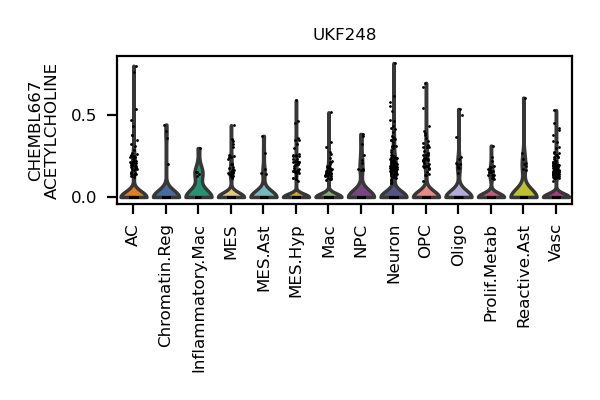 UKF248
CHEMBL667
ACETYLCHOLINE
0.5
0.0
AC
Chromatin.Reg
Inflammatory.Mac
MES
MES.Ast
MES.Hyp
Mac
NPC
Neuron
OPC
Oligo
Prolif.Metab
Reactive.Ast
Vasc